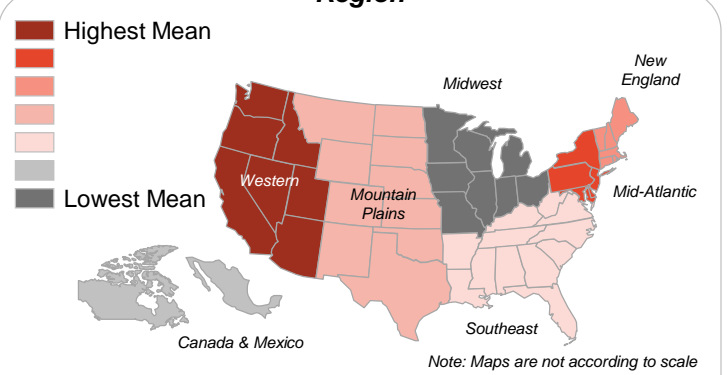 Region
Highest Mean
Lowest Mean
Midwest
New
England
Western
Mountain
Plains
Mid-Atlantic
Southeast
Canada & Mexico
Note: Maps are not according to scale